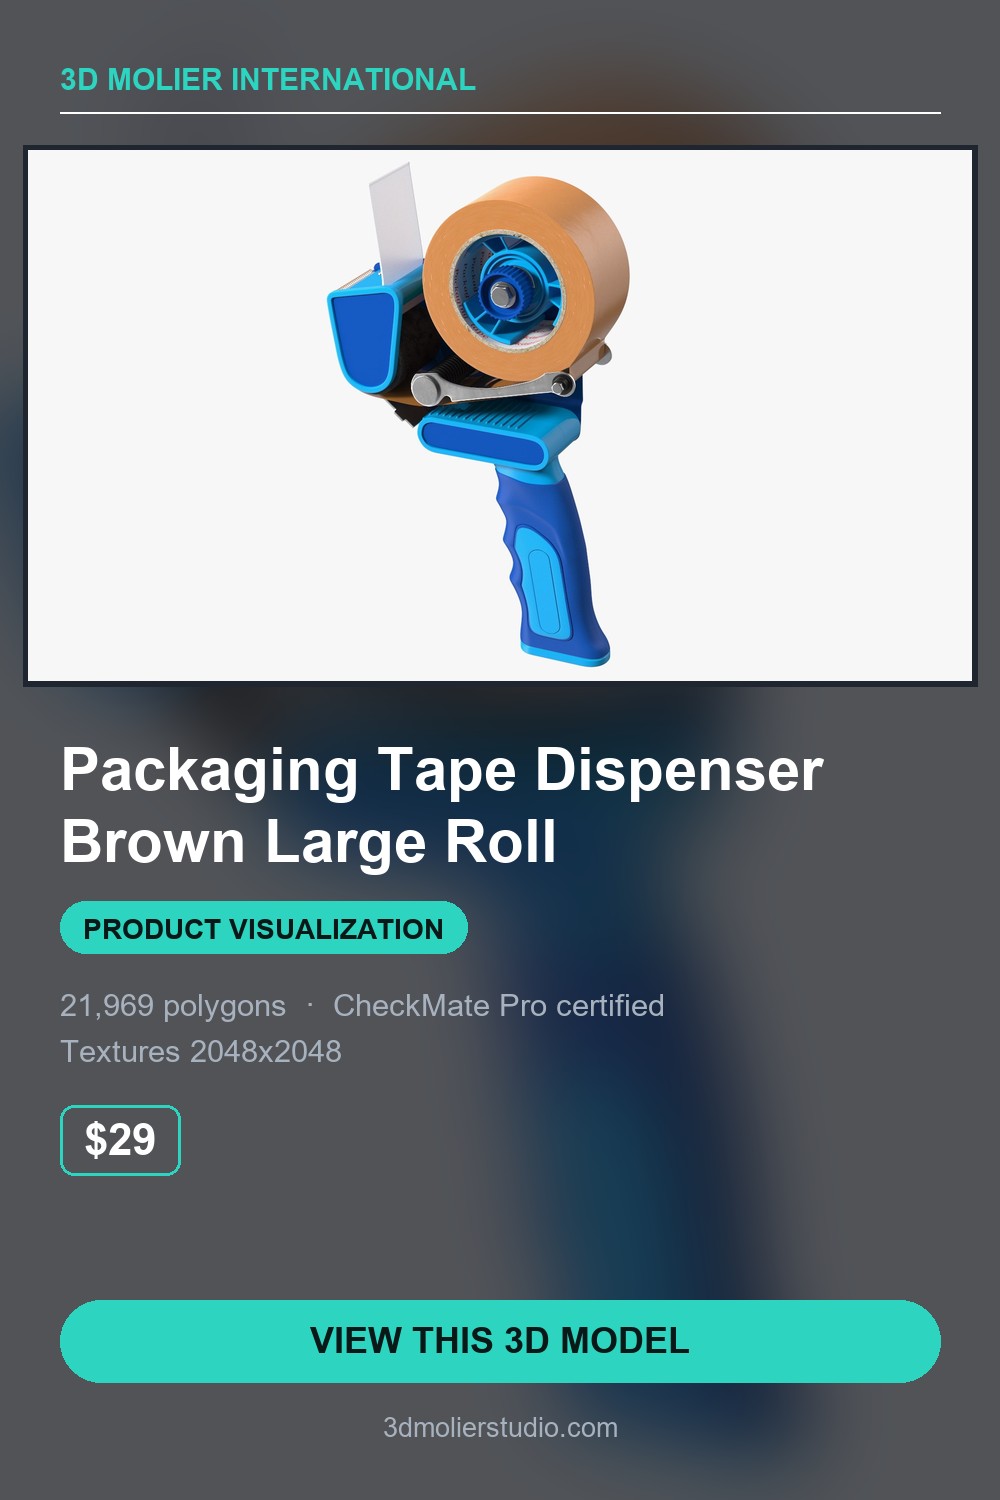 3D MOLIER INTERNATIONAL
Packaging Tape Dispenser
Brown Large Roll
PRODUCT VISUALIZATION
21,969 polygons · CheckMate Pro certified
Textures 2048x2048
$29
VIEW THIS 3D MODEL
3dmolierstudio.com